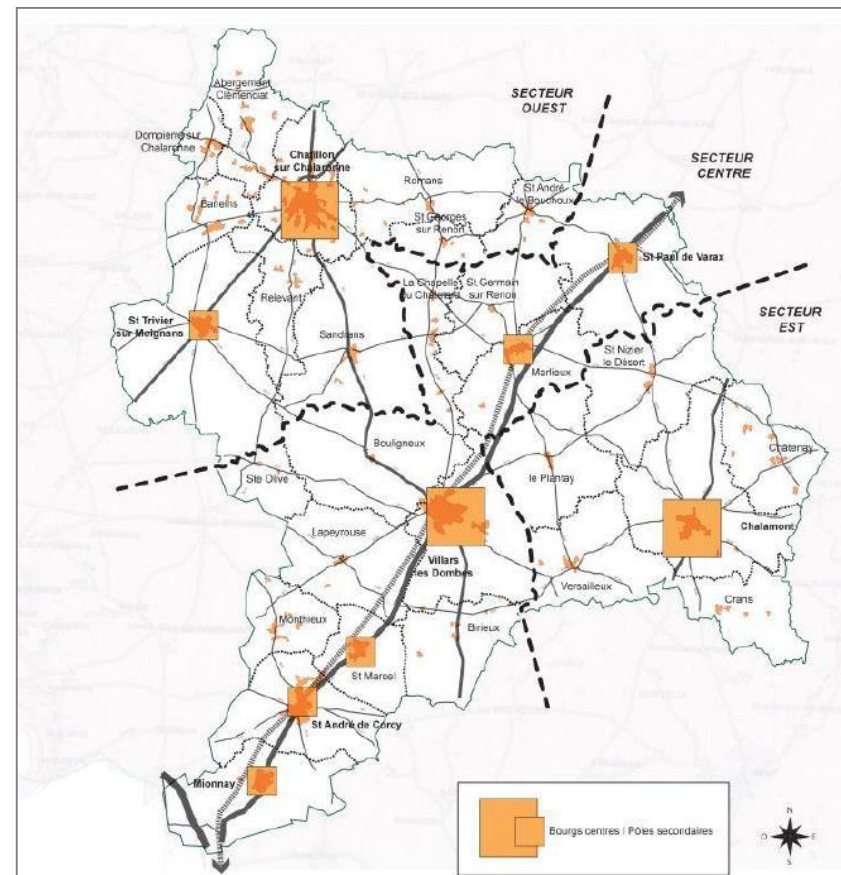 Abergement
Clémenciat
SECTEUR
OUEST
Dompierre sur
Chalaronne
Chatillon
sur Chalaronne
SECTEUR
CENTRE
Romans
St André
le Bouchoux
Baneins
St Georges
sur Renon
St Paul de Varax
La Chapelle
du Châtelard
St Germain
sur Renon
Relevant
SECTEUR
EST
St Trivier
sur Moignans
Sandrans
Marlieux
St Nizier
le Désert
Bouligneux
Châtenay
Ste Olive
le Plantay
Chalamont
Lapeyrouse
Villars
des Dombes
Versailleux
Crans
Monthieux
Birieux
St Marcel
St André de Corcy
Mionnay
Bourgs centres / Pôles secondaires
N
O
E
S